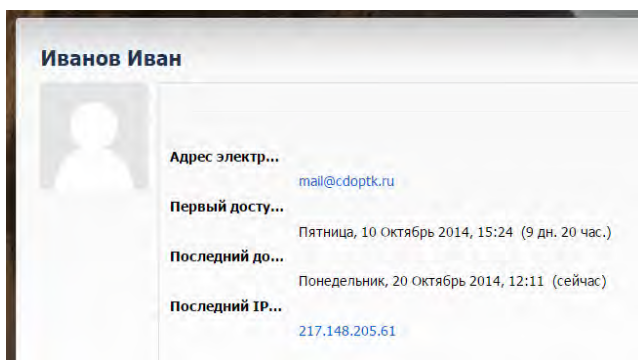 Иванов Иван
Адрес электр...
mail@cdoptk.ru
Первый досту...
Пятница, 10 Октябрь 2014, 15:24 (9 дн. 20 час.)
Последний до...
Понедельник, 20 Октябрь 2014, 12:11 (сейчас)
Последний IP...
217.148.205.61